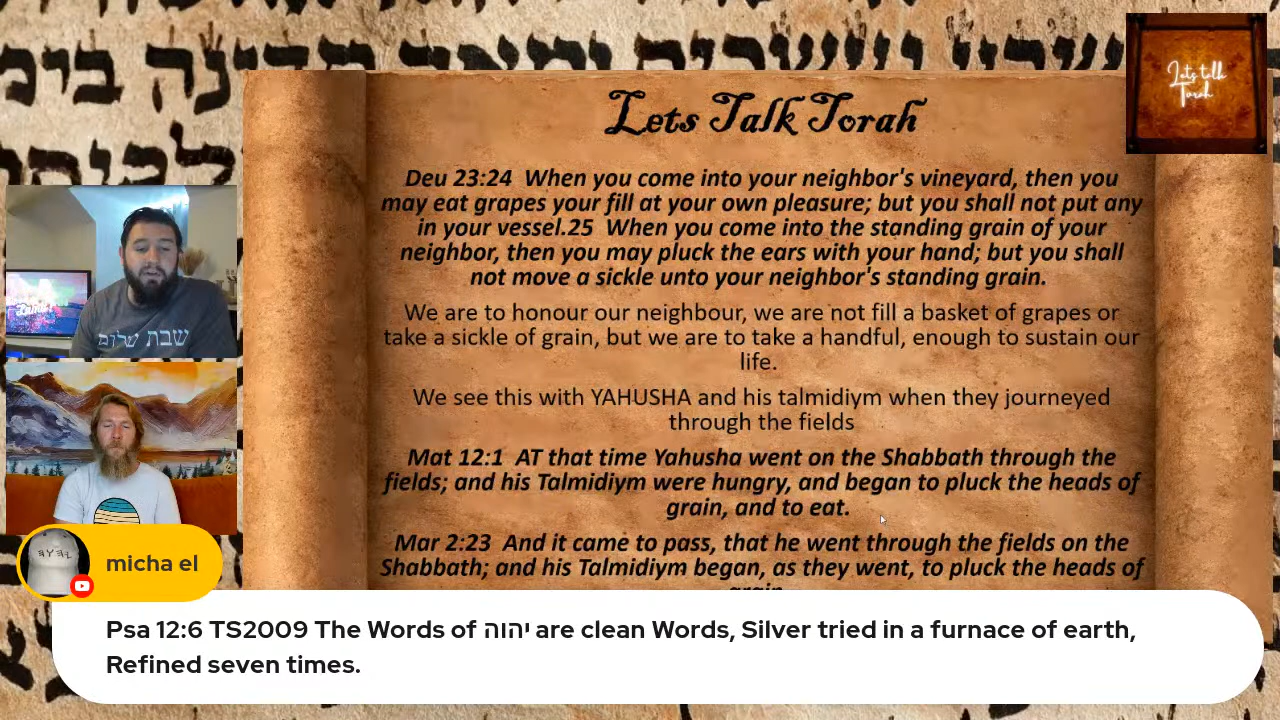 מדינה בימ
Lets talk
Torah
Lets Talk Torah
Deu 23:24 When you come into your neighbor's vineyard, then you
may eat grapes your fill at your own pleasure; but you shall not put any
in your vessel.25 When you come into the standing grain of your
neighbor, then you may pluck the ears with your hand; but you shall
not move a sickle unto your neighbor's standing grain.
We are to honour our neighbour, we are not fill a basket of grapes or
take a sickle of grain, but we are to take a handful, enough to sustain our
life.
We see this with YAHUSHA and his talmidiym when they journeyed
through the fields
Mat 12:1 AT that time Yahusha went on the Shabbath through the
fields; and his Talmidiym were hungry, and began to pluck the heads of
grain, and to eat.
Mar 2:23 And it came to pass, that he went through the fields on the
Shabbath; and his Talmidiym began, as they went, to pluck the heads of
שבת שלום
micha el
Psa 12:6 TS2009 The Words of יהוה are clean Words, Silver tried in a furnace of earth,
Refined seven times.